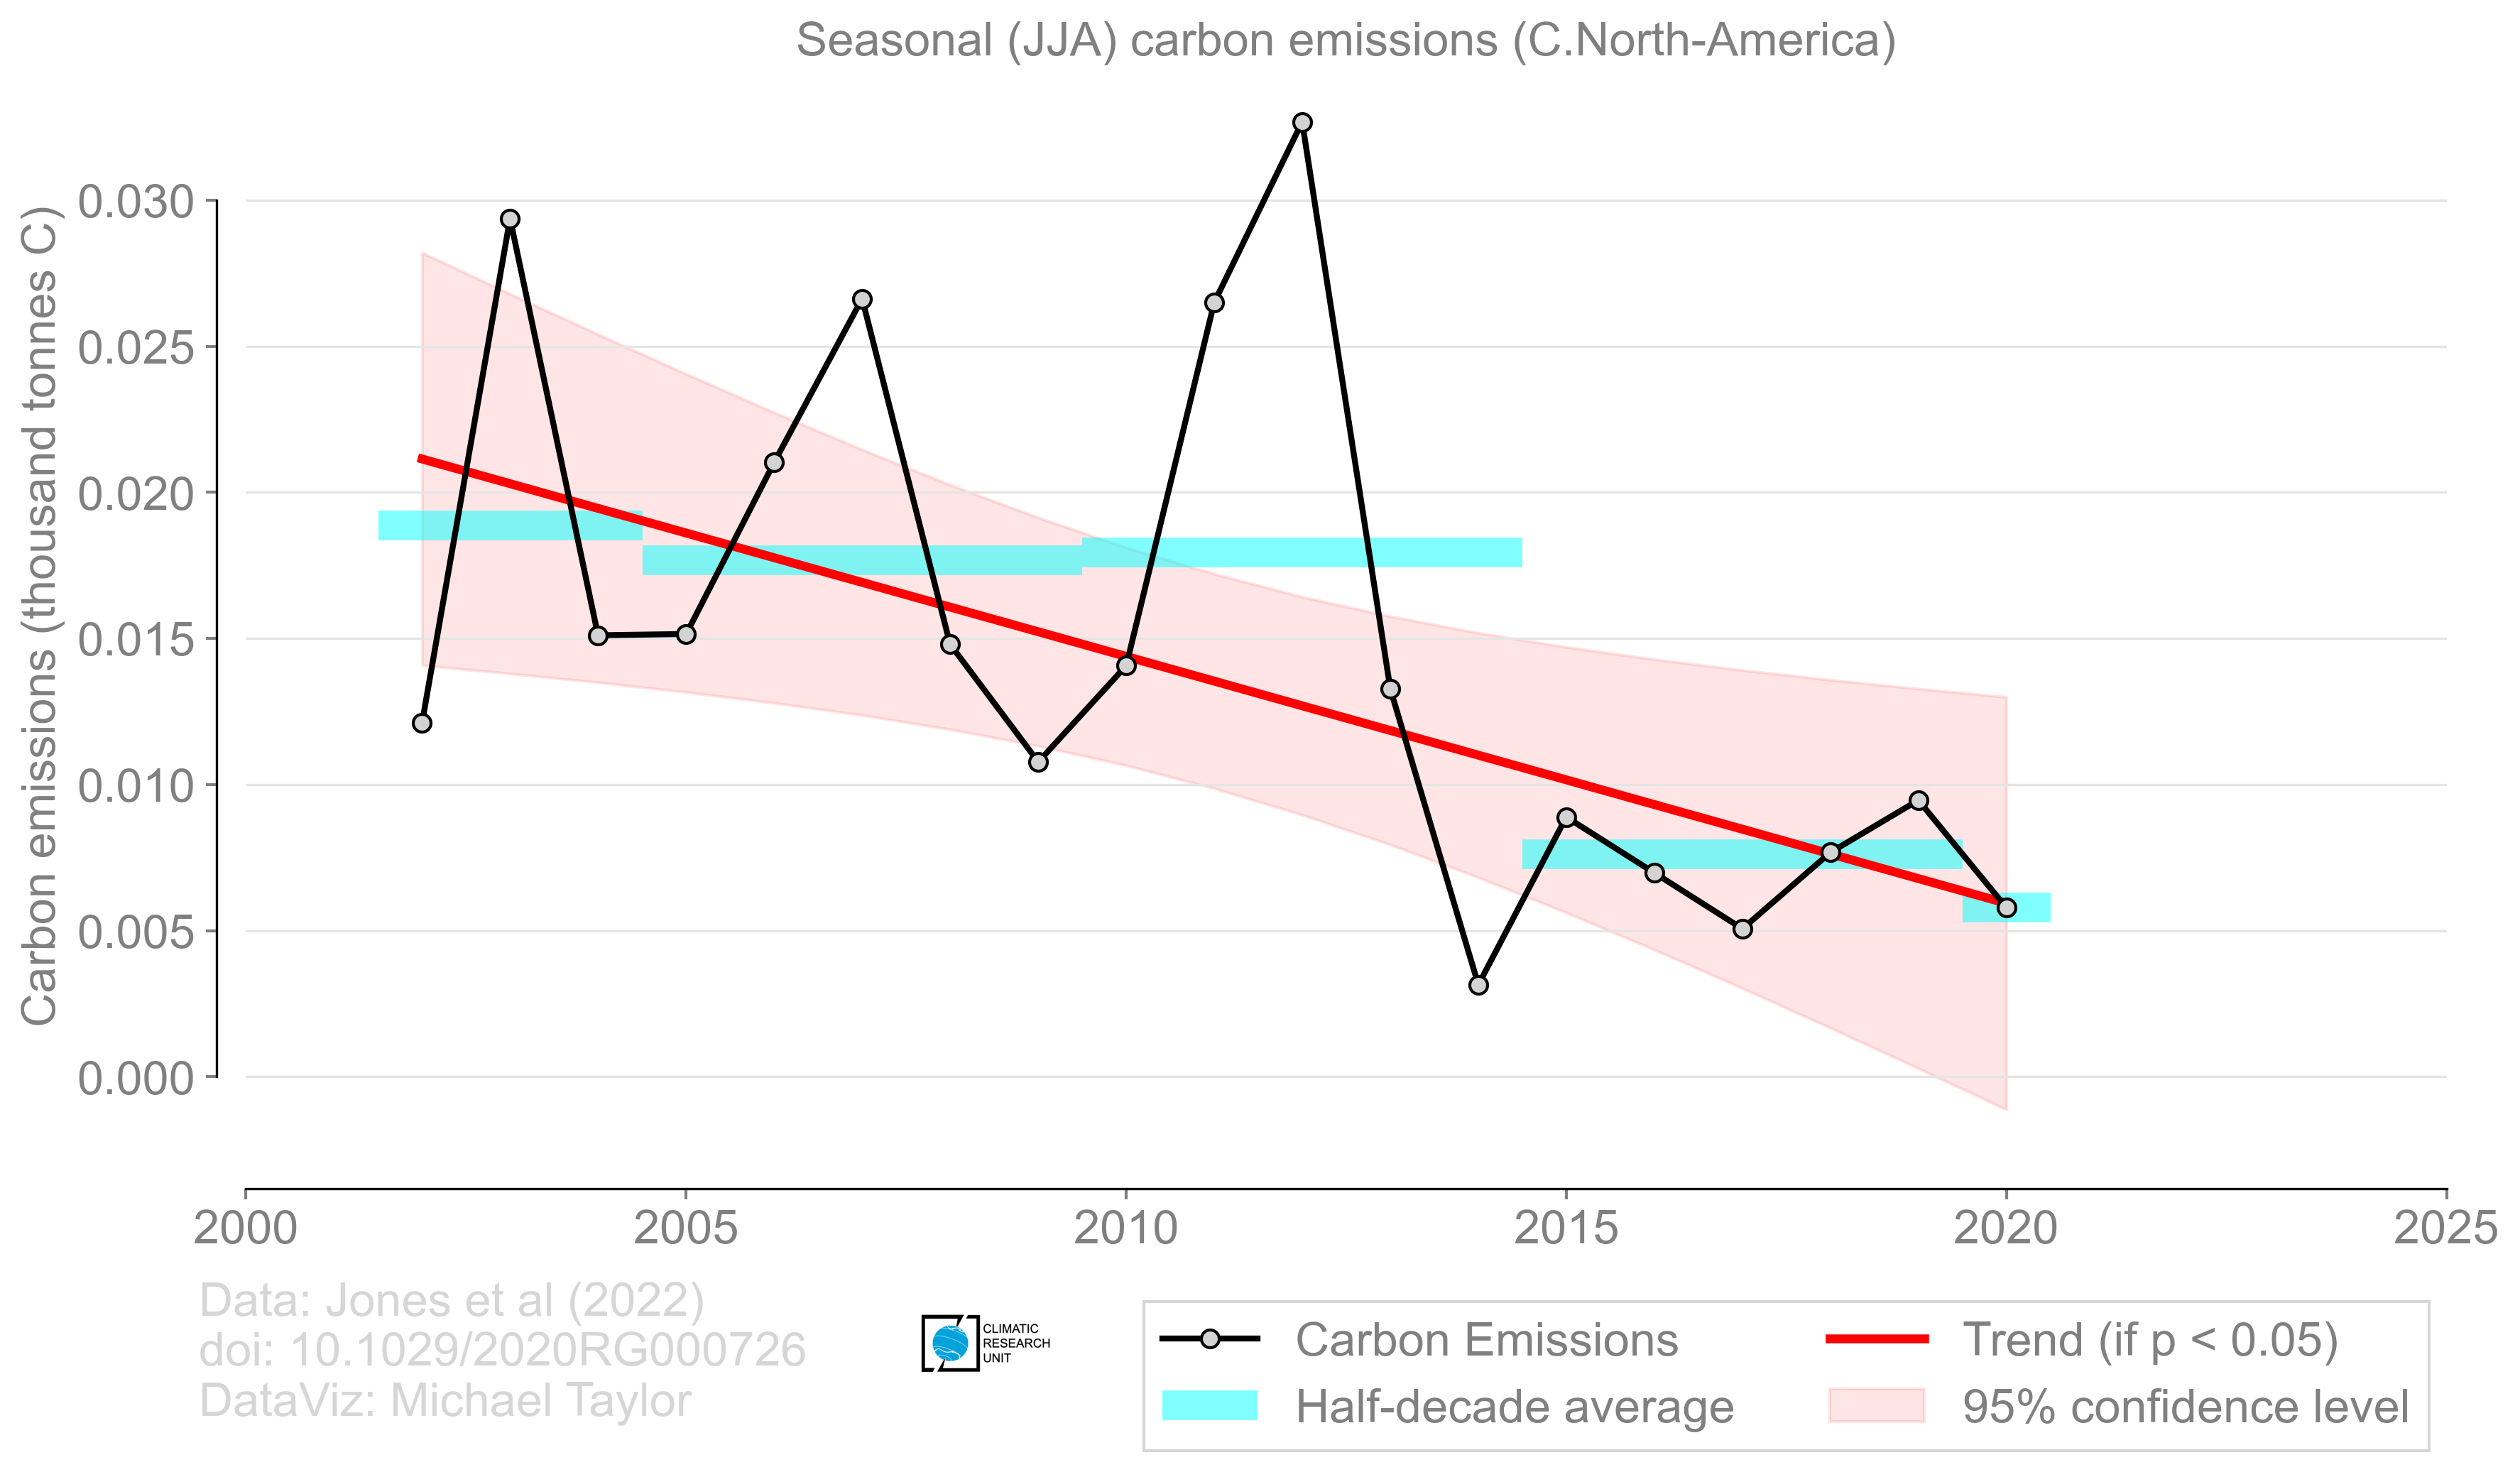 Seasonal (JJA) carbon emissions (C.North-America)
Carbon emissions (thousand tonnes C)
0.030
0.025
0.020
0.015
0.010
0.005
0.000
2000 2005 2010 2015 2020 2025
Data: Jones et al (2022)
doi: 10.1029/2020RG000726
DataViz: Michael Taylor
CLIMATIC
RESEARCH
UNIT
Carbon Emissions
Half-decade average
Trend (if p < 0.05)
95% confidence level